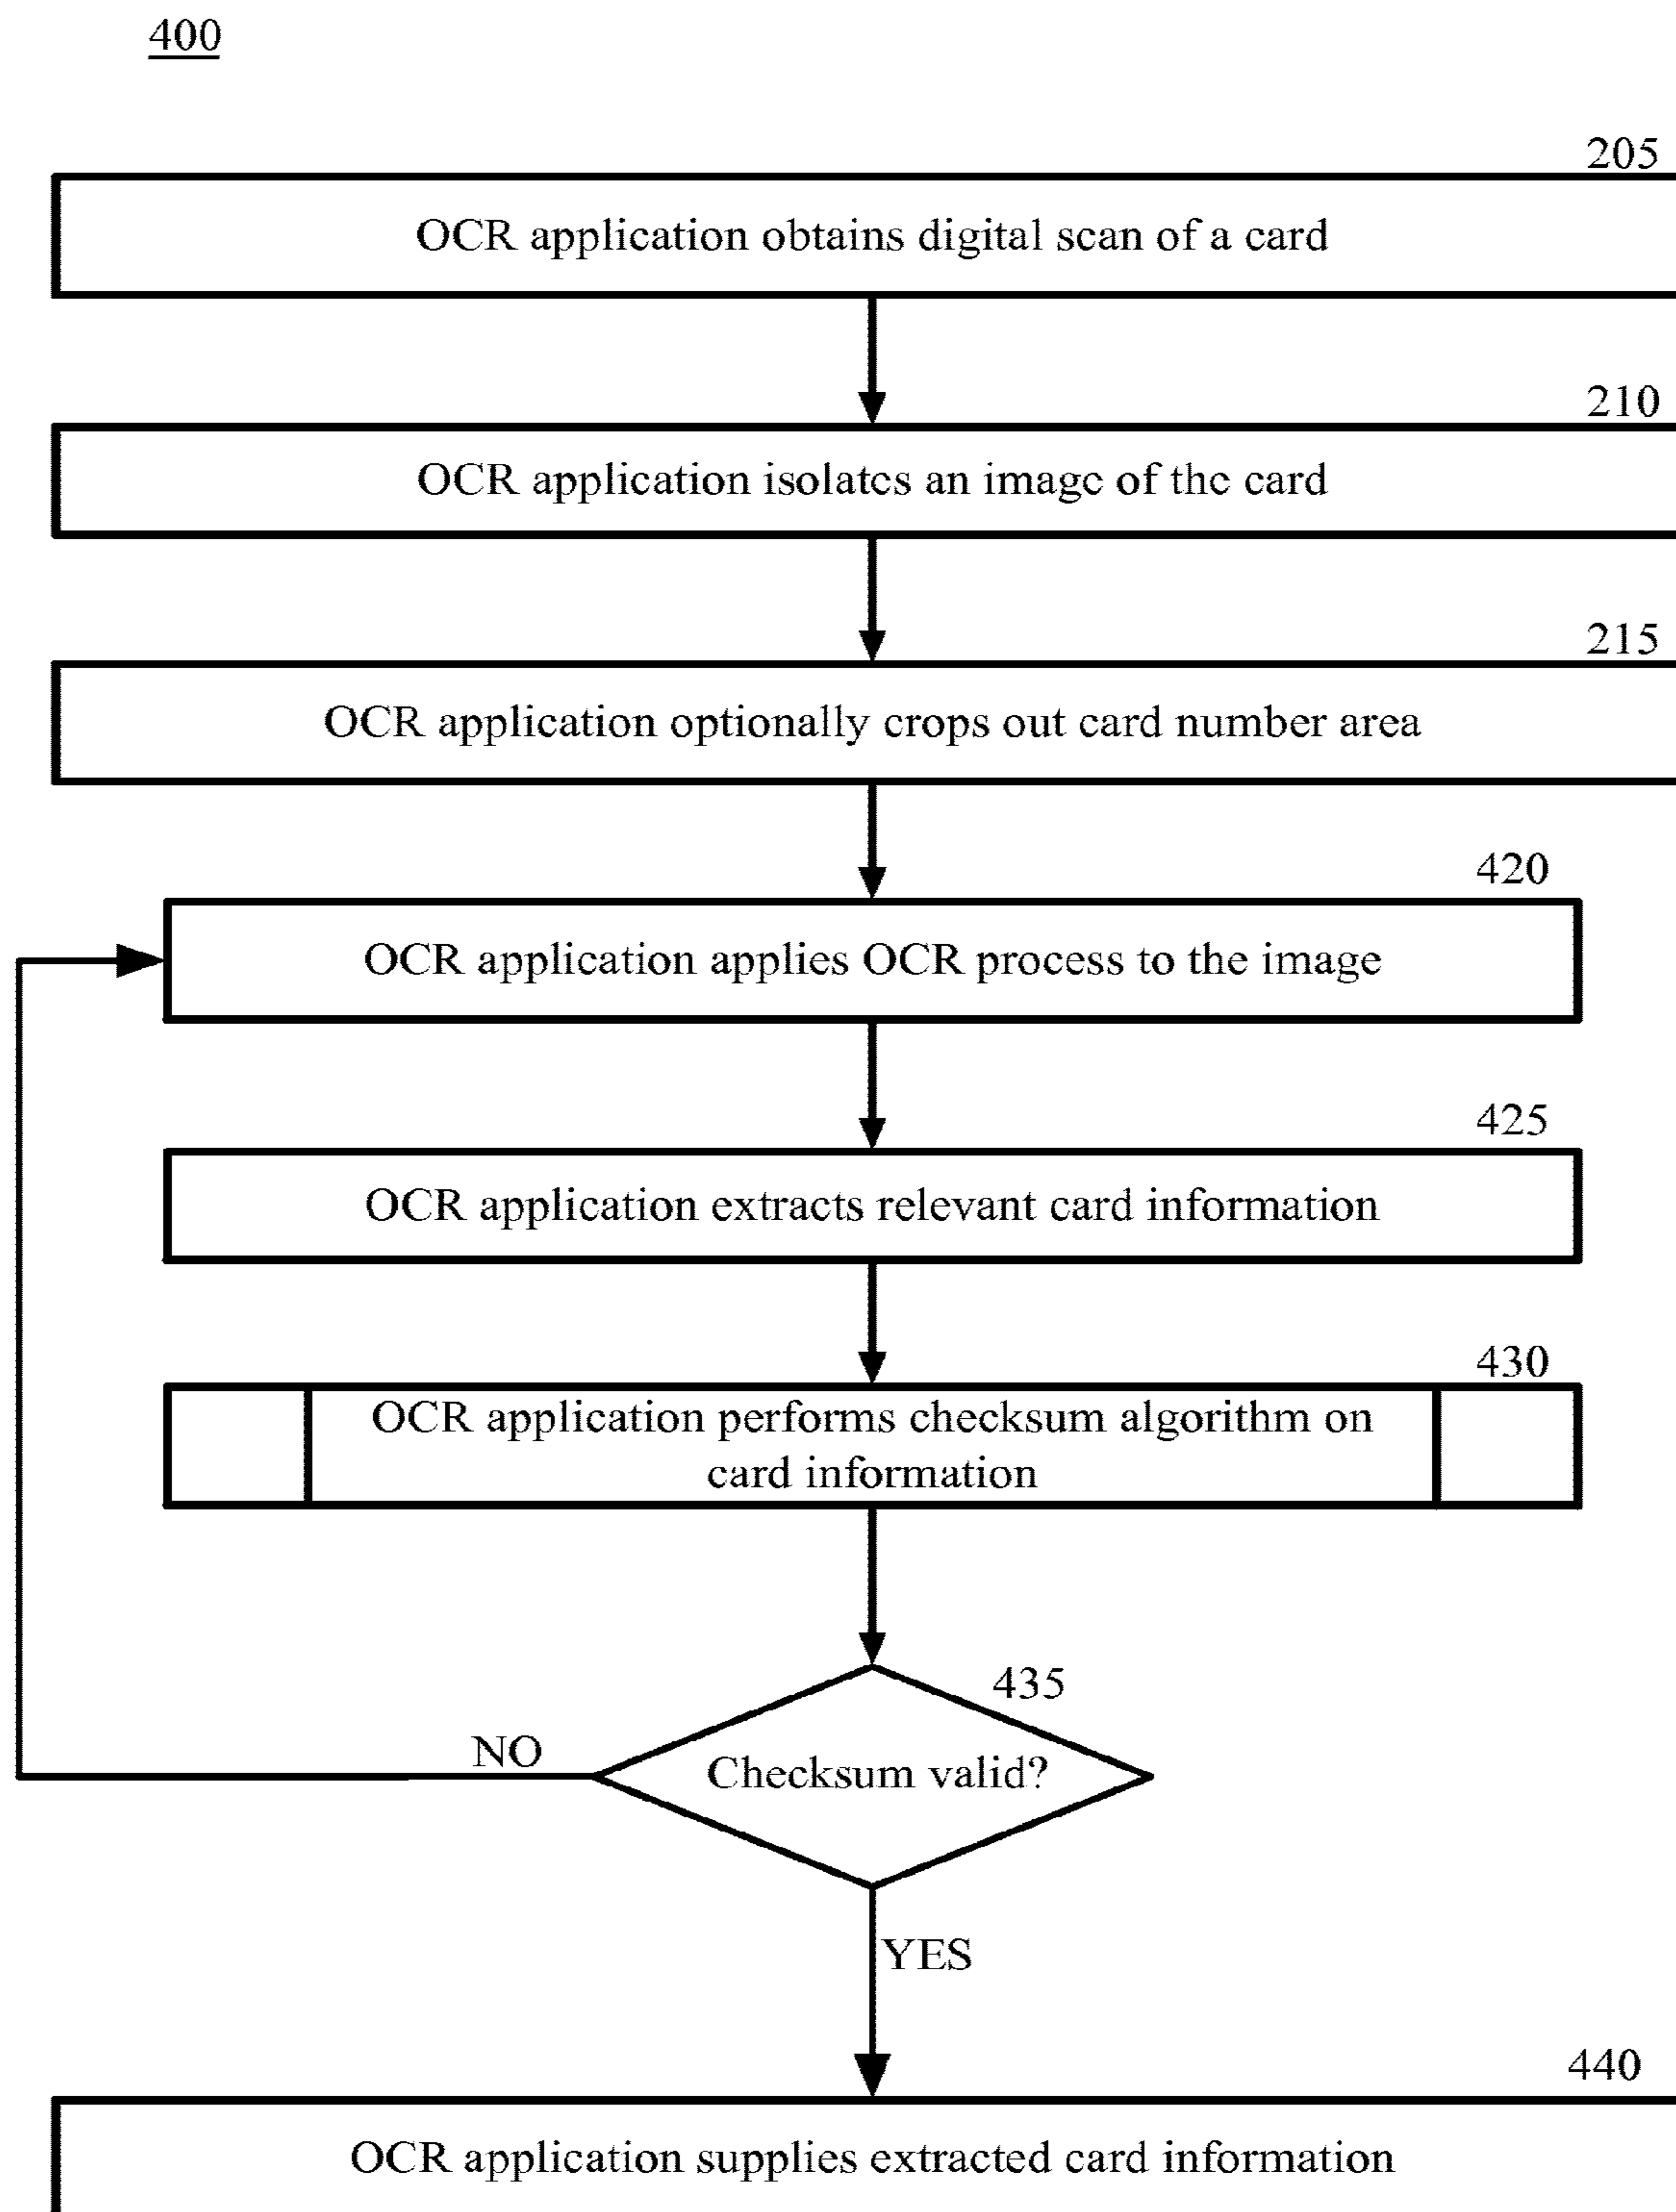 400
205
OCR application obtains digital scan of a card
210
OCR application isolates an image of the card
215
OCR application optionally crops out card number area
420
OCR application applies OCR process to the image
425
OCR application extracts relevant card information
430
OCR application performs checksum algorithm on
card information
435
Checksum valid?
NO
YES
440
OCR application supplies extracted card information